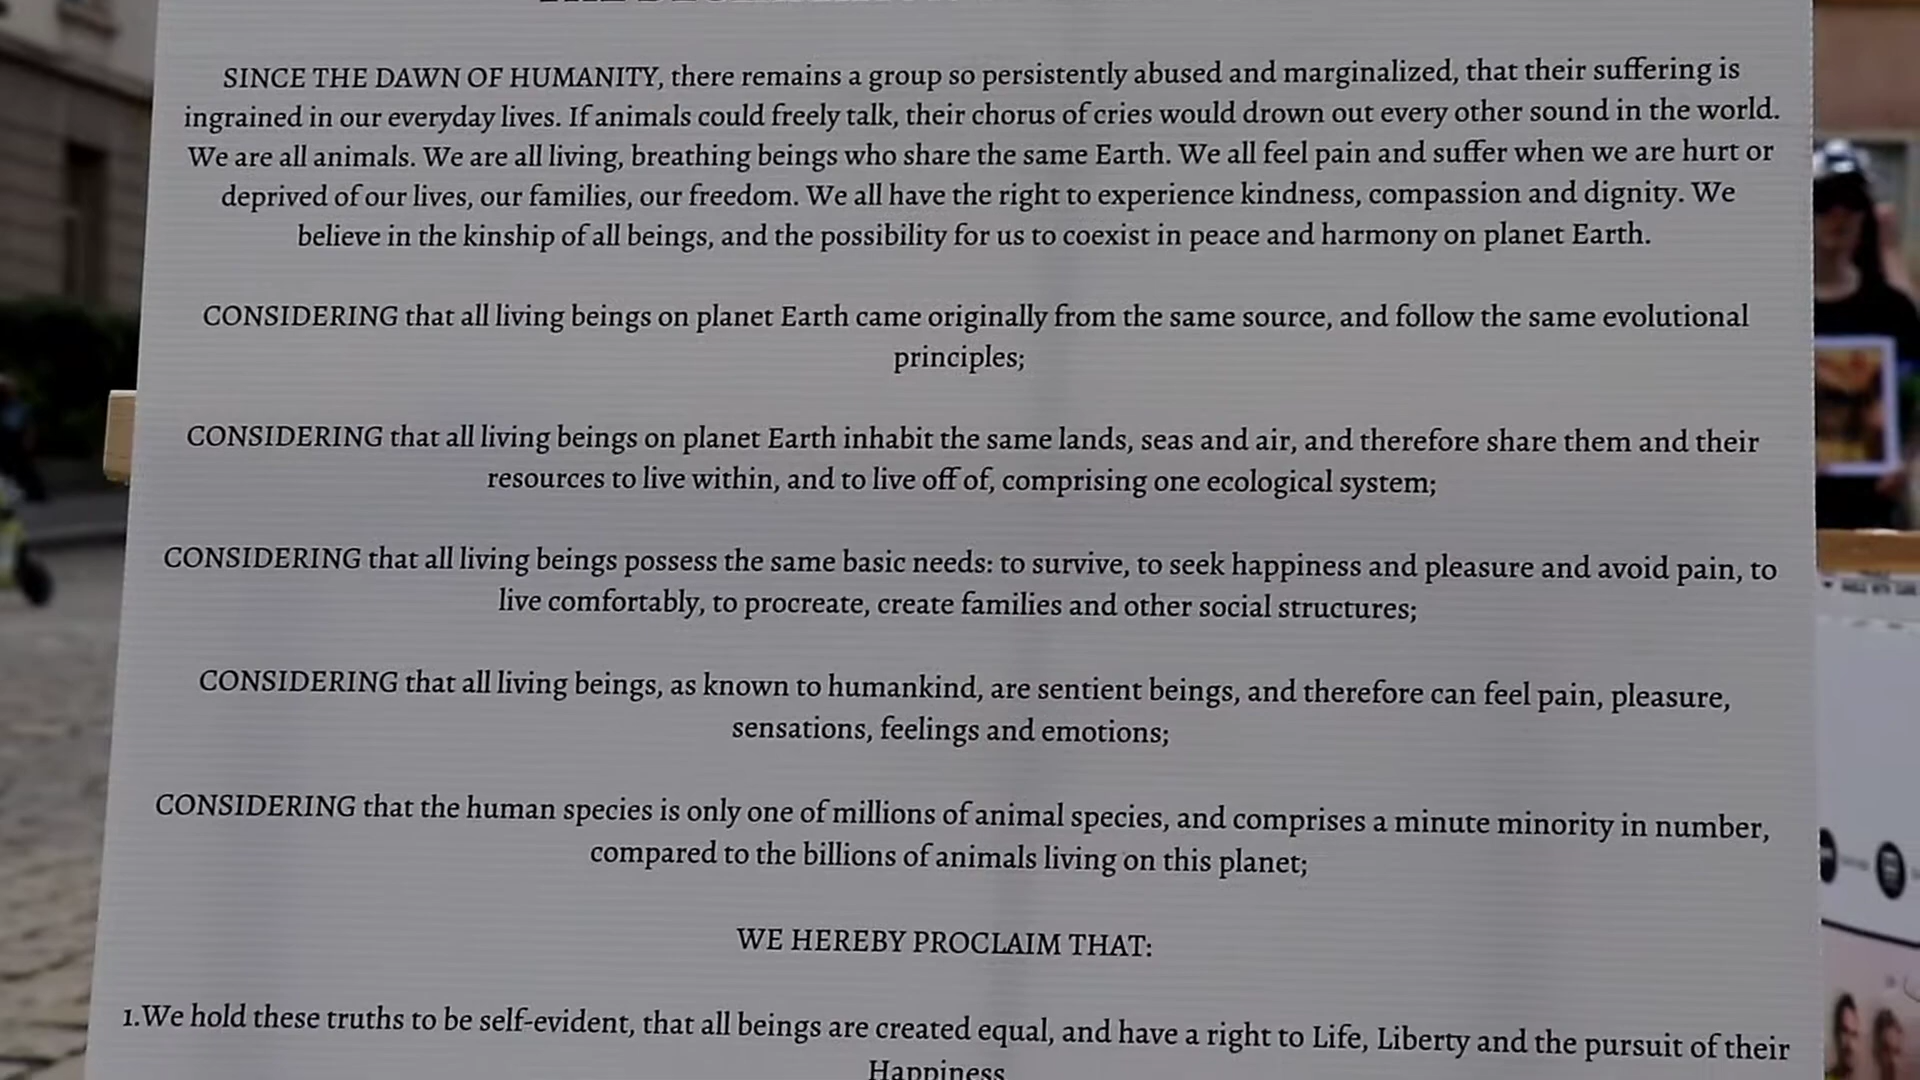 SINCE THE DAWN OF HUMANITY, there remains a group so persistently abused and marginalized, that their suffering is
ingrained in our everyday lives. If animals could freely talk, their chorus of cries would drown out every other sound in the world.
We are all animals. We are all living, breathing beings who share the same Earth. We all feel pain and suffer when we are hurt or
deprived of our lives, our families, our freedom. We all have the right to experience kindness, compassion and dignity. We
believe in the kinship of all beings, and the possibility for us to coexist in peace and harmony on planet Earth.
CONSIDERING that all living beings on planet Earth came originally from the same source, and follow the same evolutional
principles;
CONSIDERING that all living beings on planet Earth inhabit the same lands, seas and air, and therefore share them and their
resources to live within, and to live off of, comprising one ecological system;
CONSIDERING that all living beings possess the same basic needs: to survive, to seek happiness and pleasure and avoid pain, to
live comfortably, to procreate, create families and other social structures;
CONSIDERING that all living beings, as known to humankind, are sentient beings, and therefore can feel pain, pleasure,
sensations, feelings and emotions;
CONSIDERING that the human species is only one of millions of animal species, and comprises a minute minority in number,
compared to the billions of animals living on this planet;
WE HEREBY PROCLAIM THAT:
1.We hold these truths to be self-evident, that all beings are created equal, and have a right to Life, Liberty and the pursuit of their
Happiness